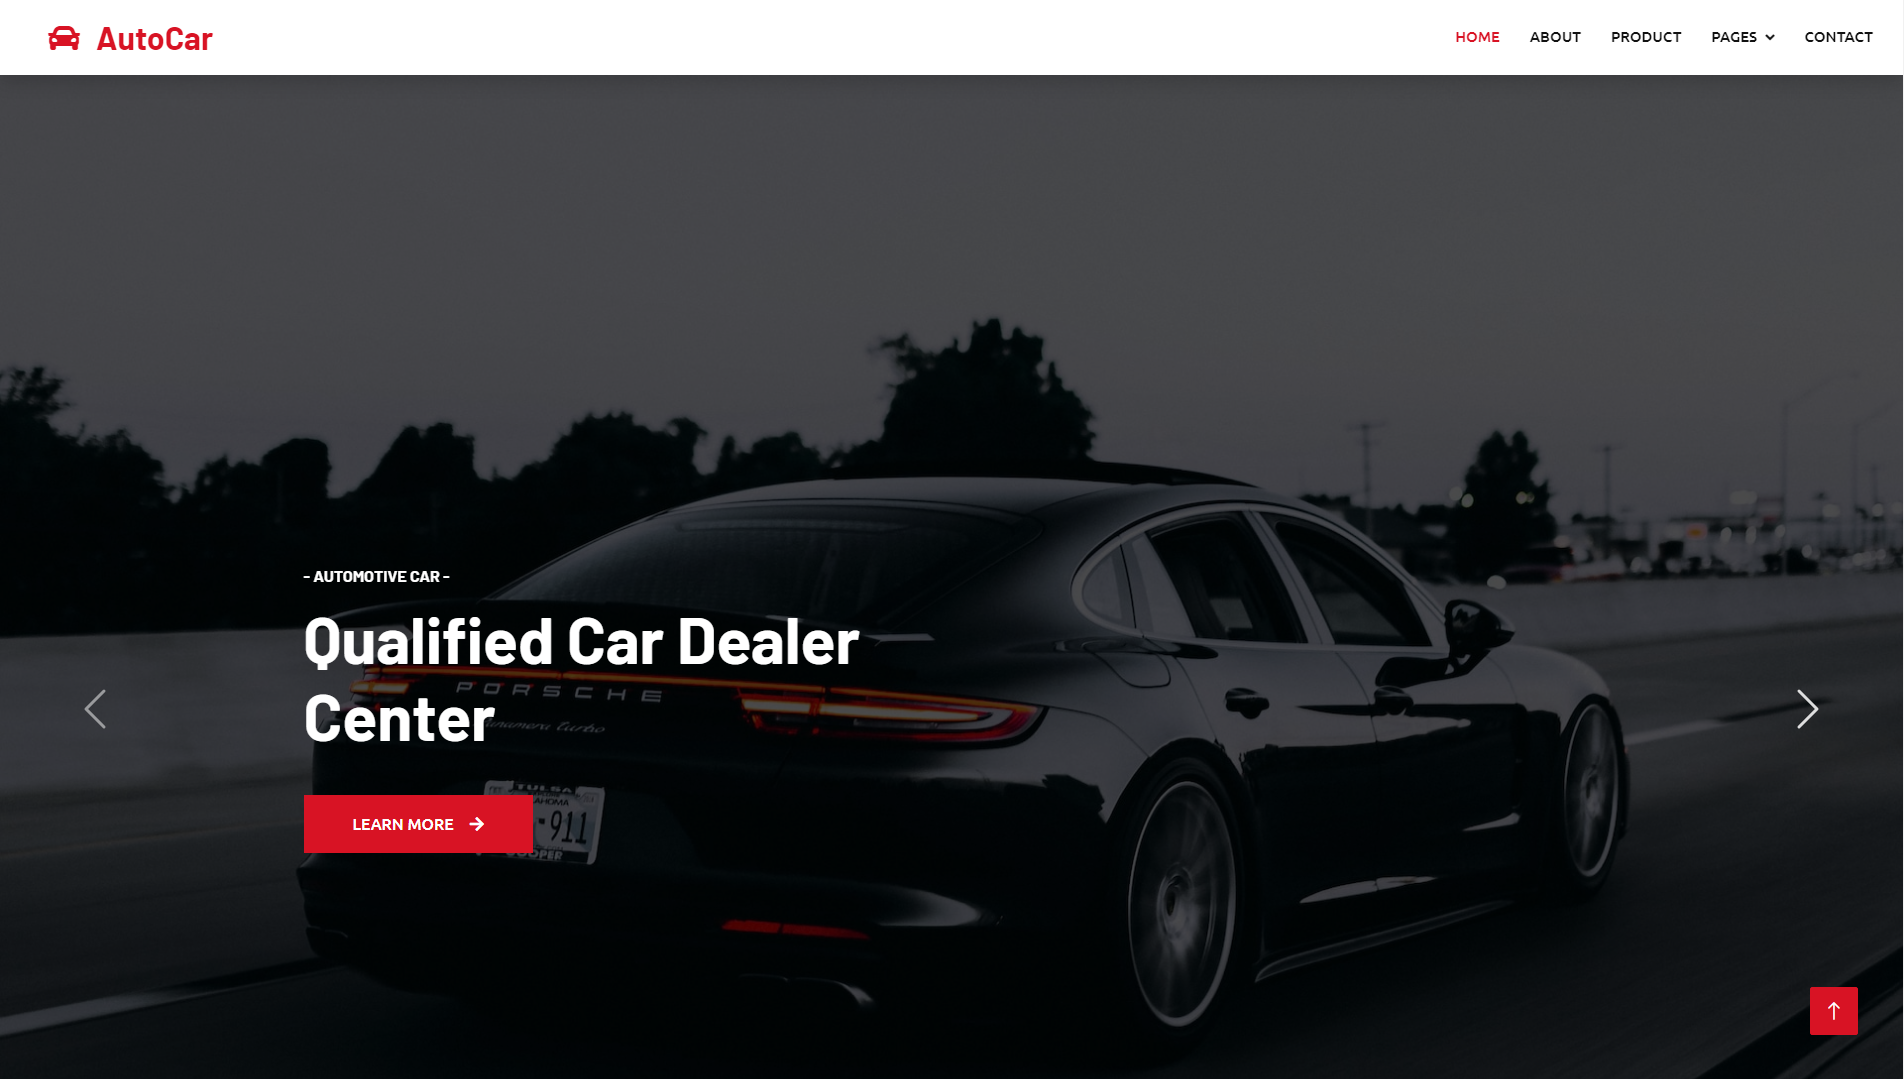 AutoCar
HOME ABOUT PRODUCT PAGES CONTACT
- AUTOMOTIVE CAR -
Qualified Car Dealer
Center
PORSCHE
Panamera turbo
LEARN MORE
TULSA
-911
COOPER